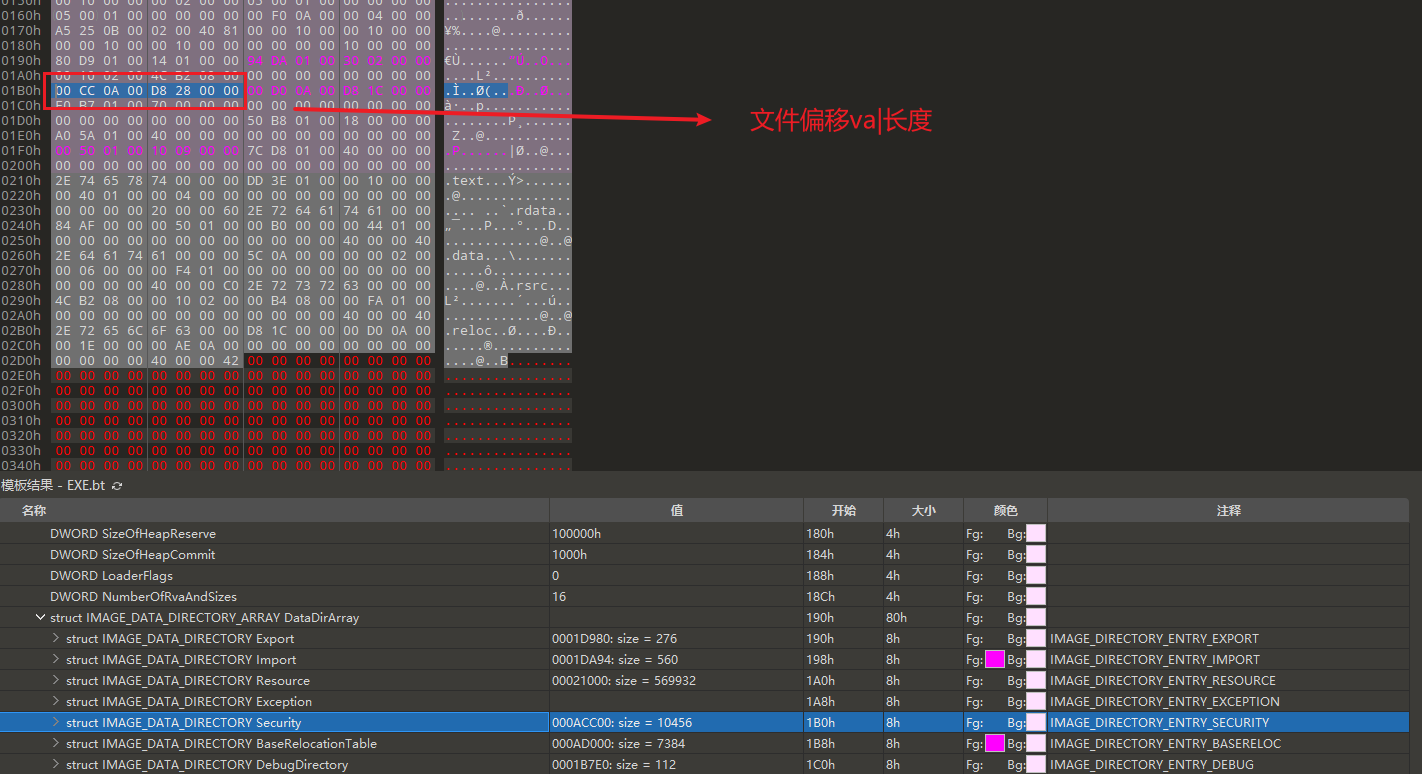 0160h 05 00 01 00 00 00 00 00 00 F0 0A 00 00 04 00 00 .........ð......
0170h A5 25 0B 00 02 00 40 81 00 00 10 00 00 10 00 00 ¥%....@.........
0180h 00 00 10 00 00 10 00 00 00 00 00 00 10 00 00 00 ................
0190h 80 D9 01 00 14 01 00 00 94 DA 01 00 30 02 00 00 €Ù......"Ú..0...
01A0h 00 10 02 00 4C B2 08 00 00 00 00 00 00 00 00 00 ....L²..........
01B0h 00 CC 0A 00 D8 28 00 00 00 D0 0A 00 D8 1C 00 00 .Ì..Ø(...Ð..Ø...
01C0h E0 B7 01 00 70 00 00 00 00 00 00 00 00 00 00 00 à·..p...........
文件偏移va|长度
01D0h 00 00 00 00 00 00 00 00 50 B8 01 00 18 00 00 00 ........P¸......
01E0h A0 5A 01 00 40 00 00 00 00 00 00 00 00 00 00 00 Z..@...........
01F0h 00 50 01 00 10 03 00 00 7C D8 01 00 40 00 00 00 .P......|Ø..@...
0200h 00 00 00 00 00 00 00 00 00 00 00 00 00 00 00 00 ................
0210h 2E 74 65 78 74 00 00 00 DD 3E 01 00 00 10 00 00 .text...Ý>......
0220h 00 40 01 00 00 04 00 00 00 00 00 00 00 00 00 00 .@..............
0230h 00 00 00 00 20 00 00 60 2E 72 64 61 74 61 00 00 .... ..`.rdata..
0240h 84 AF 00 00 00 50 01 00 00 B0 00 00 00 44 01 00 „¯...P...°...D..
0250h 00 00 00 00 00 00 00 00 00 00 00 00 40 00 00 40 ............@..@
0260h 2E 64 61 74 61 00 00 00 5C 0A 00 00 00 00 02 00 .data...\.......
0270h 00 06 00 00 00 F4 01 00 00 00 00 00 00 00 00 00 .....ô..........
0280h 00 00 00 00 40 00 00 C0 2E 72 73 72 63 00 00 00 ....@..À.rsrc...
0290h 4C B2 08 00 00 10 02 00 00 B4 08 00 00 FA 01 00 L².......´...ú..
02A0h 00 00 00 00 00 00 00 00 00 00 00 00 40 00 00 40 ............@..@
02B0h 2E 72 65 6C 6F 63 00 00 D8 1C 00 00 00 D0 0A 00 .reloc..Ø....Ð..
02C0h 00 1E 00 00 00 AE 0A 00 00 00 00 00 00 00 00 00 .....®..........
02D0h 00 00 00 00 40 00 00 42 00 00 00 00 00 00 00 00 ....@..B........
02E0h 00 00 00 00 00 00 00 00 00 00 00 00 00 00 00 00 ................
02F0h 00 00 00 00 00 00 00 00 00 00 00 00 00 00 00 00 ................
0300h 00 00 00 00 00 00 00 00 00 00 00 00 00 00 00 00 ................
0310h 00 00 00 00 00 00 00 00 00 00 00 00 00 00 00 00 ................
0320h 00 00 00 00 00 00 00 00 00 00 00 00 00 00 00 00 ................
0330h 00 00 00 00 00 00 00 00 00 00 00 00 00 00 00 00 ................
0340h 00 00 00 00 00 00 00 00 00 00 00 00 00 00 00 00 ................
模板结果 - EXE.bt
名称 值 开始 大小 颜色 注释
DWORD SizeOfHeapReserve 100000h 180h 4h Fg: Bg:
DWORD SizeOfHeapCommit 1000h 184h 4h Fg: Bg:
DWORD LoaderFlags 0 188h 4h Fg: Bg:
DWORD NumberOfRvaAndSizes 16 18Ch 4h Fg: Bg:
struct IMAGE_DATA_DIRECTORY_ARRAY DataDirArray 190h 80h Fg: Bg:
struct IMAGE_DATA_DIRECTORY Export 0001D980: size = 276 190h 8h Fg: Bg: IMAGE_DIRECTORY_ENTRY_EXPORT
struct IMAGE_DATA_DIRECTORY Import 0001DA94: size = 560 198h 8h Fg: Bg: IMAGE_DIRECTORY_ENTRY_IMPORT
struct IMAGE_DATA_DIRECTORY Resource 00021000: size = 569932 1A0h 8h Fg: Bg: IMAGE_DIRECTORY_ENTRY_RESOURCE
struct IMAGE_DATA_DIRECTORY Exception 1A8h 8h Fg: Bg: IMAGE_DIRECTORY_ENTRY_EXCEPTION
struct IMAGE_DATA_DIRECTORY Security 000ACC00: size = 10456 1B0h 8h Fg: Bg: IMAGE_DIRECTORY_ENTRY_SECURITY
struct IMAGE_DATA_DIRECTORY BaseRelocationTable 000AD000: size = 7384 1B8h 8h Fg: Bg: IMAGE_DIRECTORY_ENTRY_BASERELOC
struct IMAGE_DATA_DIRECTORY DebugDirectory 0001B7E0: size = 112 1C0h 8h Fg: Bg: IMAGE_DIRECTORY_ENTRY_DEBUG